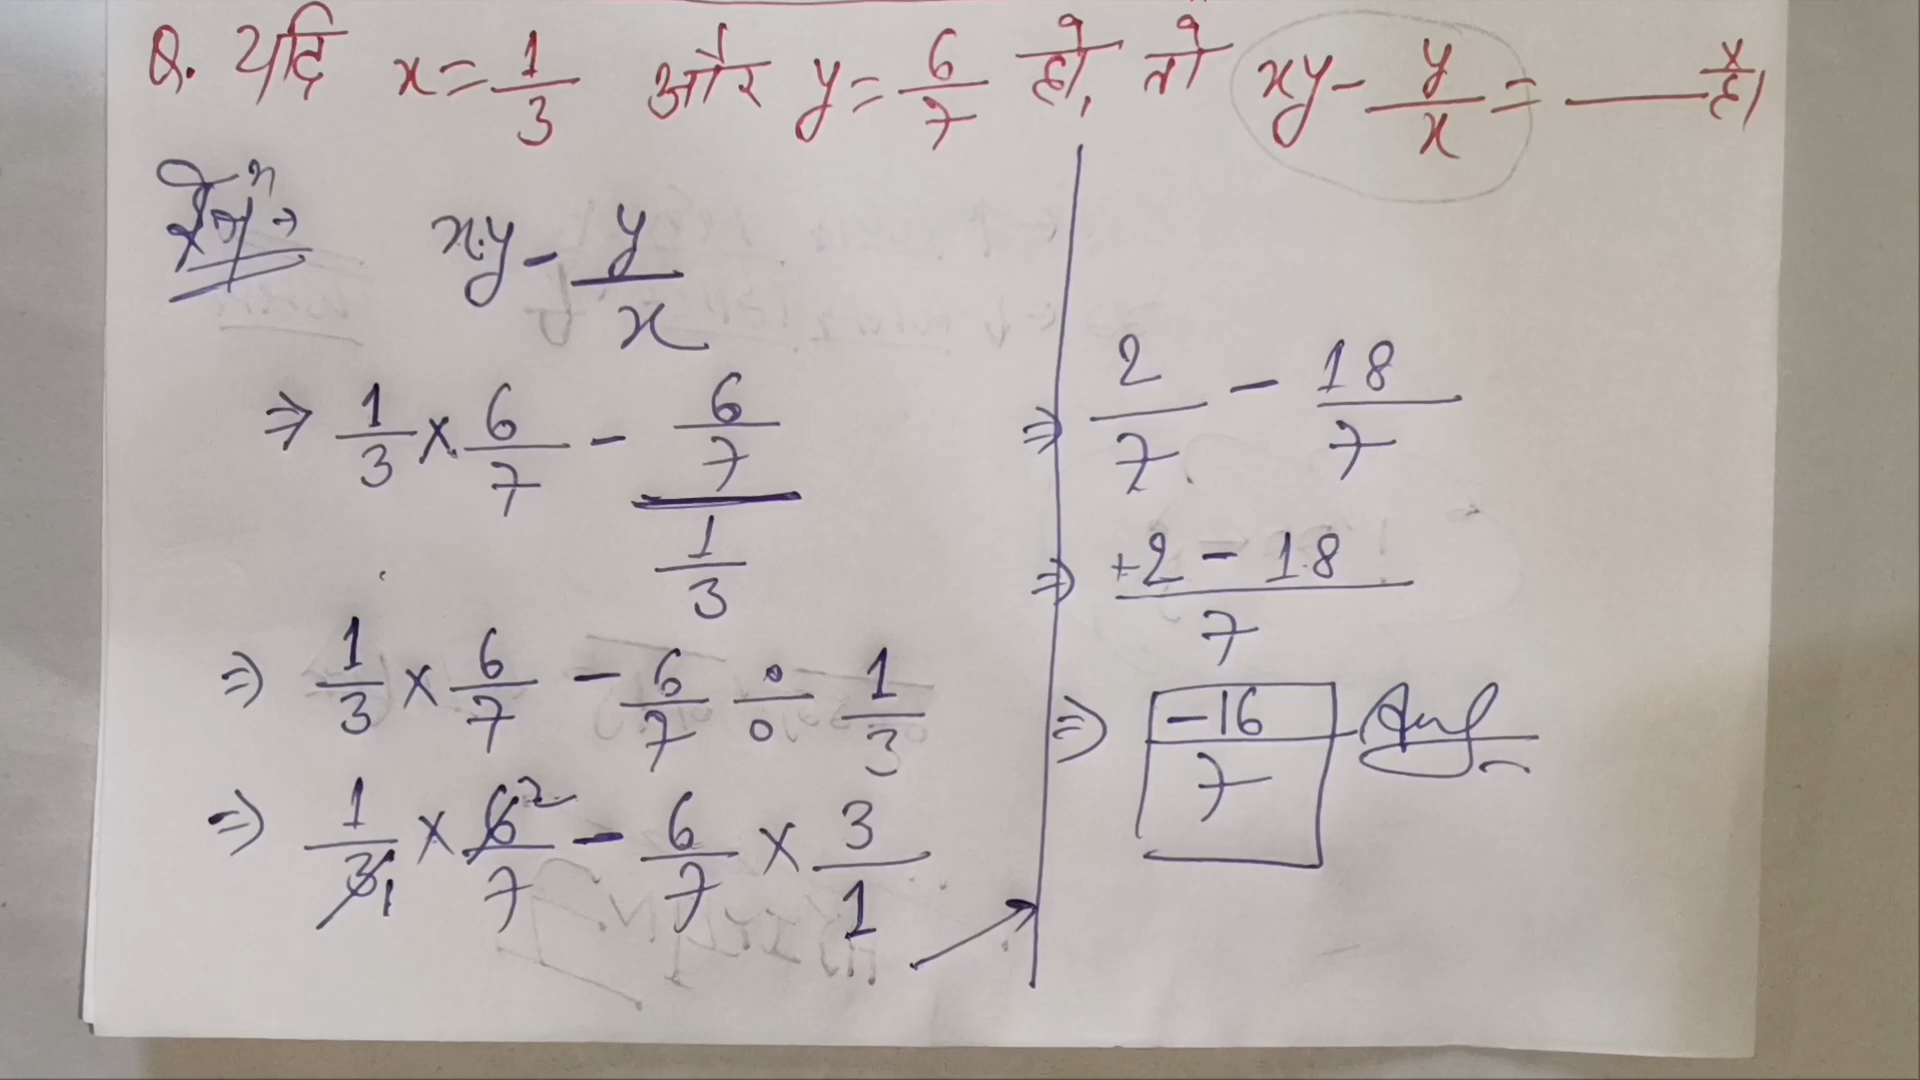 Q. यदि x = 1/3 और y = 6/7 हो, तो xy - y/x = ____ है।
x.y - y/x
⇒ 1/3 × 6/7 - 6/7 / 1/3
⇒ 1/3 × 6/7 - 6/7 ÷ 1/3
⇒ 1/3 1 × 6 2/7 - 6/7 × 3/1
⇒ 2/7 - 18/7
⇒ +2 - 18/7
⇒ -16/7 Ans